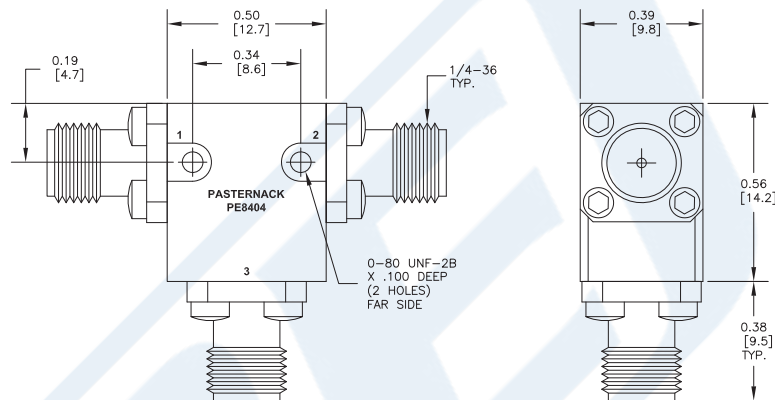 0.50
[12.7]
0.39
[9.8]
0.19
[4.7]
0.34
[8.6]
1/4-36
TYP.
1
2
PASTERNACK
PE8404
3
0.56
[14.2]
0-80 UNF-2B
X .100 DEEP
(2 HOLES)
FAR SIDE
0.38
[9.5]
TYP.